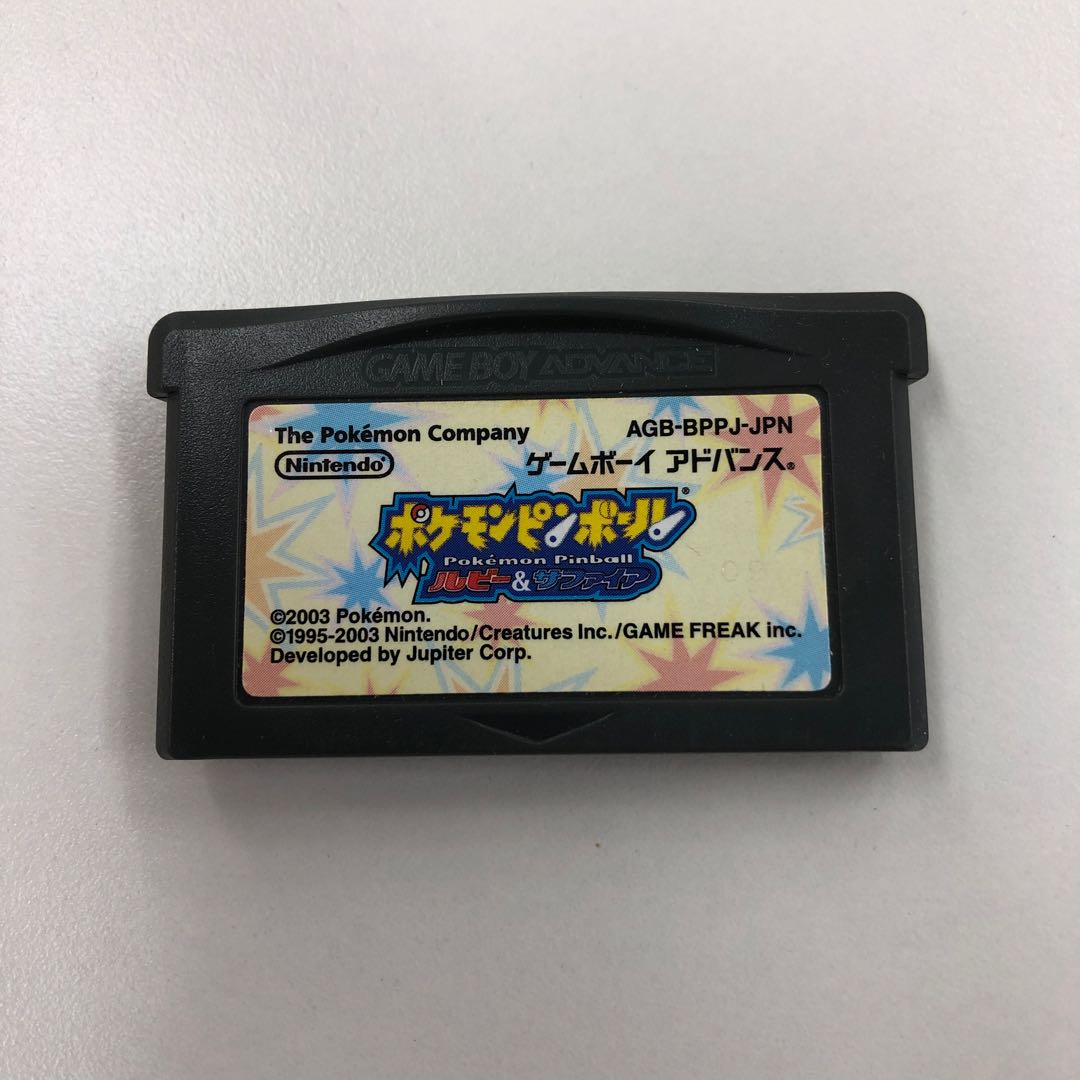 GAME BOY ADVANCE
The Pokémon Company
AGB-BPPJ-JPN
Nintendo®
ゲームボーイ アドバンス®
ポケモンピンボール®
Pokémon Pinball
ルビー&サファイア
©2003 Pokémon.
©1995-2003 Nintendo/Creatures Inc./GAME FREAK inc.
Developed by Jupiter Corp.